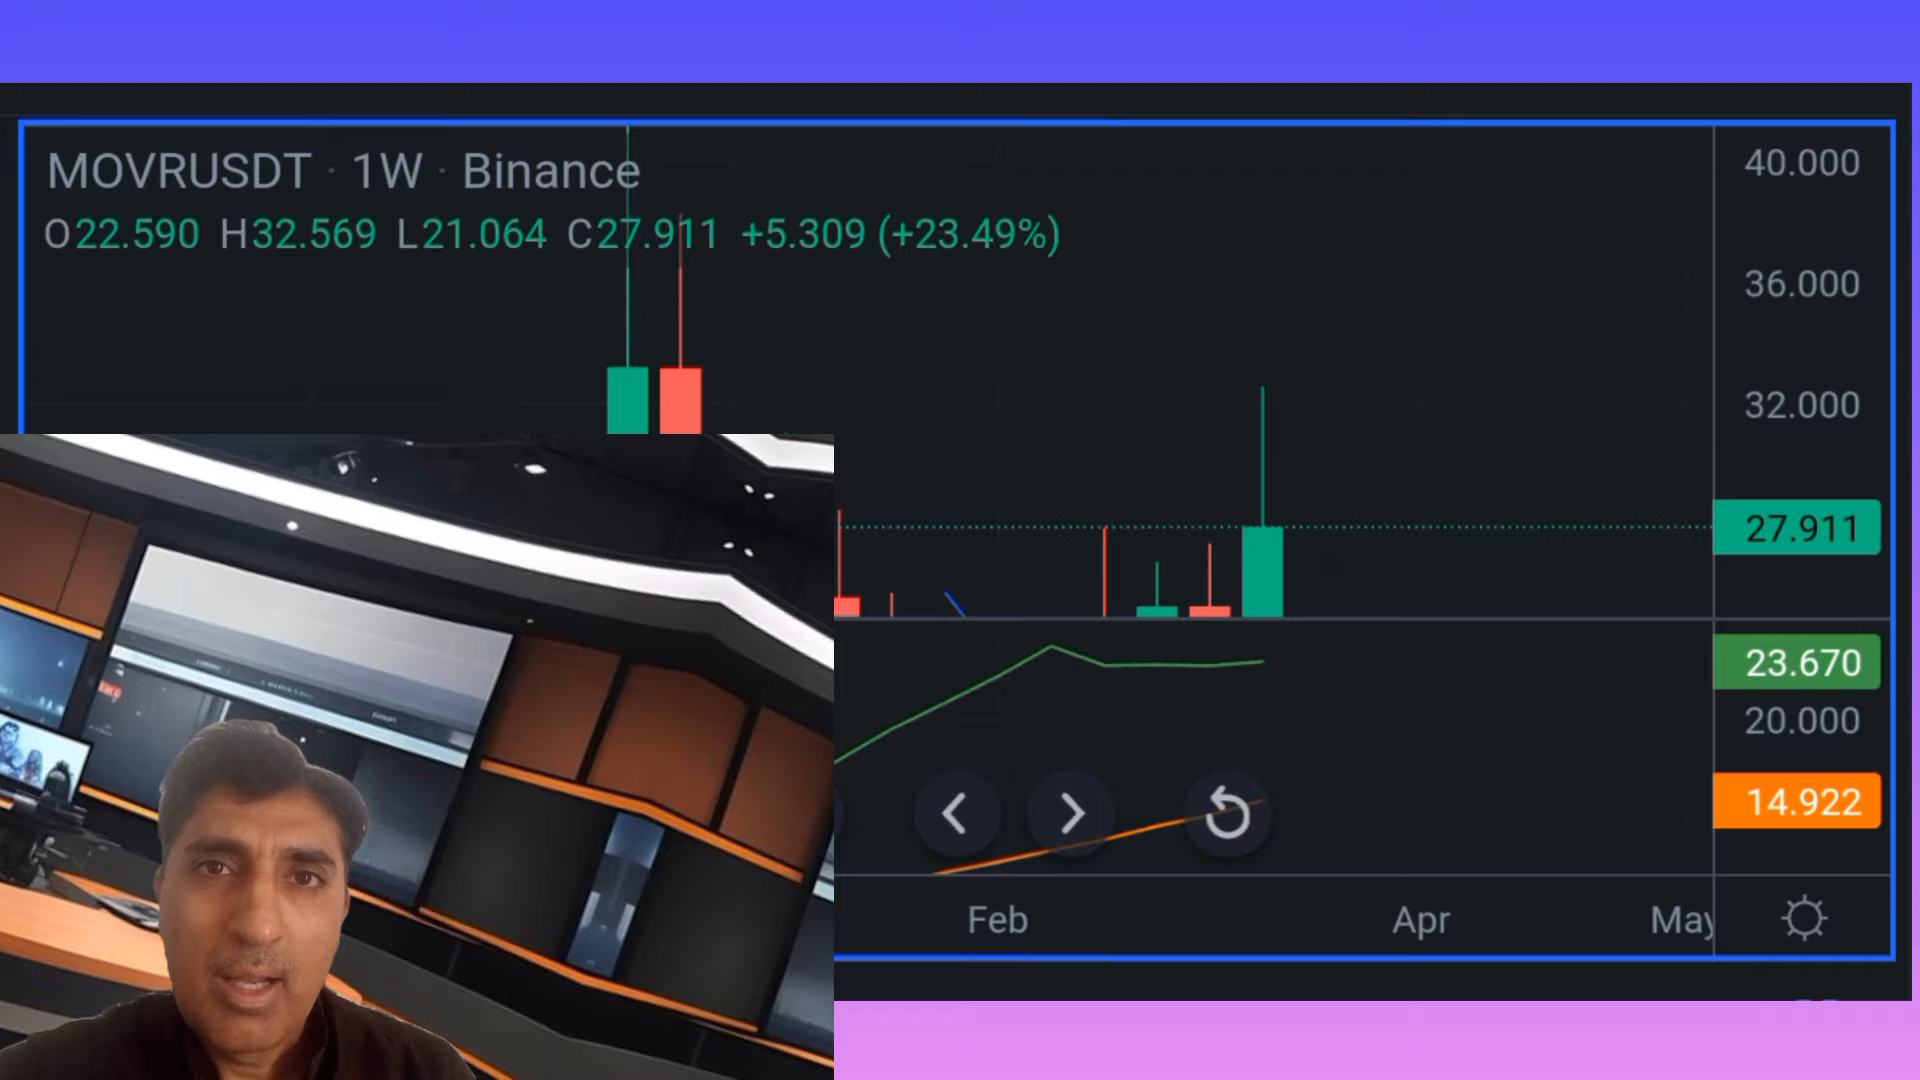 MOVRUSDT · 1W · Binance
O22.590 H32.569 L21.064 C27.911 +5.309 (+23.49%)
40.000
36.000
32.000
27.911
23.670
20.000
14.922
Feb
Apr
May